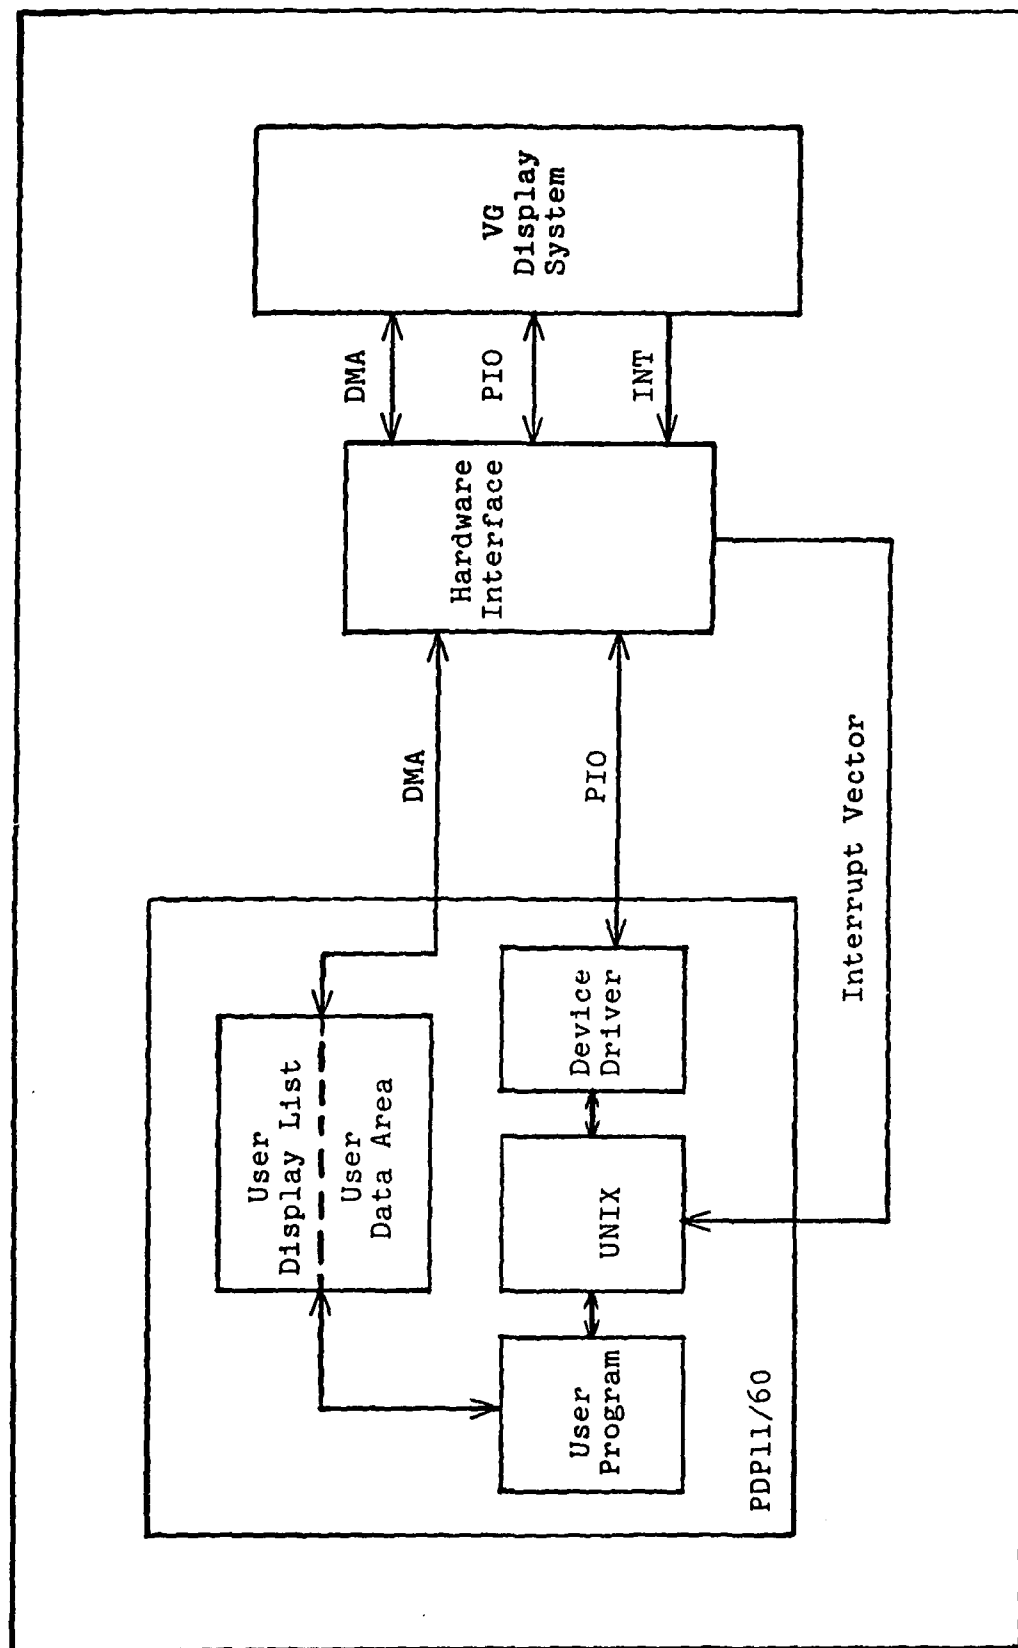 User
Display List
User
Data Area
User
Program
UNIX
Device
Driver
PDP11/60
DMA
PIO
Interrupt Vector
Hardware
Interface
DMA
PIO
INT
VG
Display
System